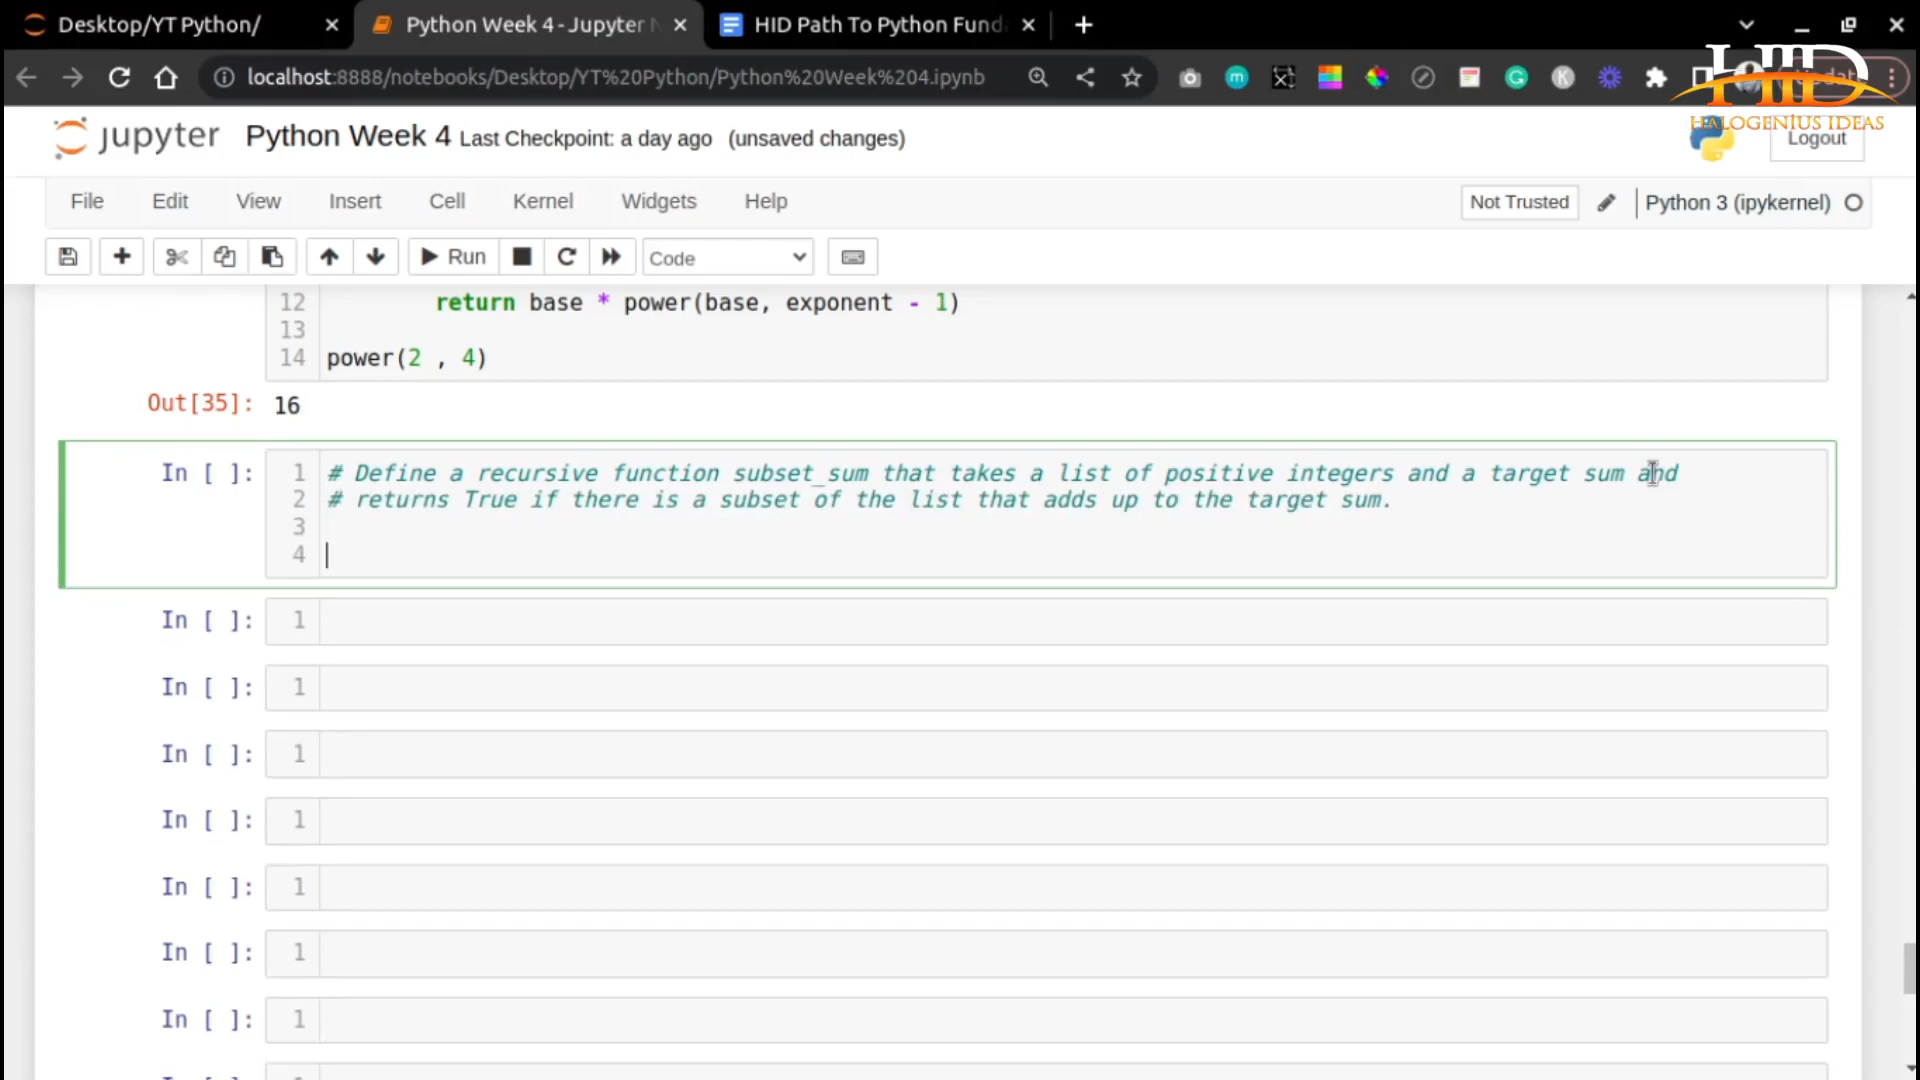 Desktop/YT Python/
Python Week 4 - Jupyter N
HID Path To Python Fund
localhost:8888/notebooks/Desktop/YT%20Python/Python%20Week%204.ipynb
HID
HALOGENIUS IDEAS
jupyter Python Week 4 Last Checkpoint: a day ago (unsaved changes)
Logout
File Edit View Insert Cell Kernel Widgets Help
Not Trusted
Python 3 (ipykernel)
Run
Code
12 return base * power(base, exponent - 1)
13
14 power(2 , 4)
Out[35]: 16
In [ ]: 1 # Define a recursive function subset_sum that takes a list of positive integers and a target sum and
2 # returns True if there is a subset of the list that adds up to the target sum.
3
4
In [ ]: 1
In [ ]: 1
In [ ]: 1
In [ ]: 1
In [ ]: 1
In [ ]: 1
In [ ]: 1